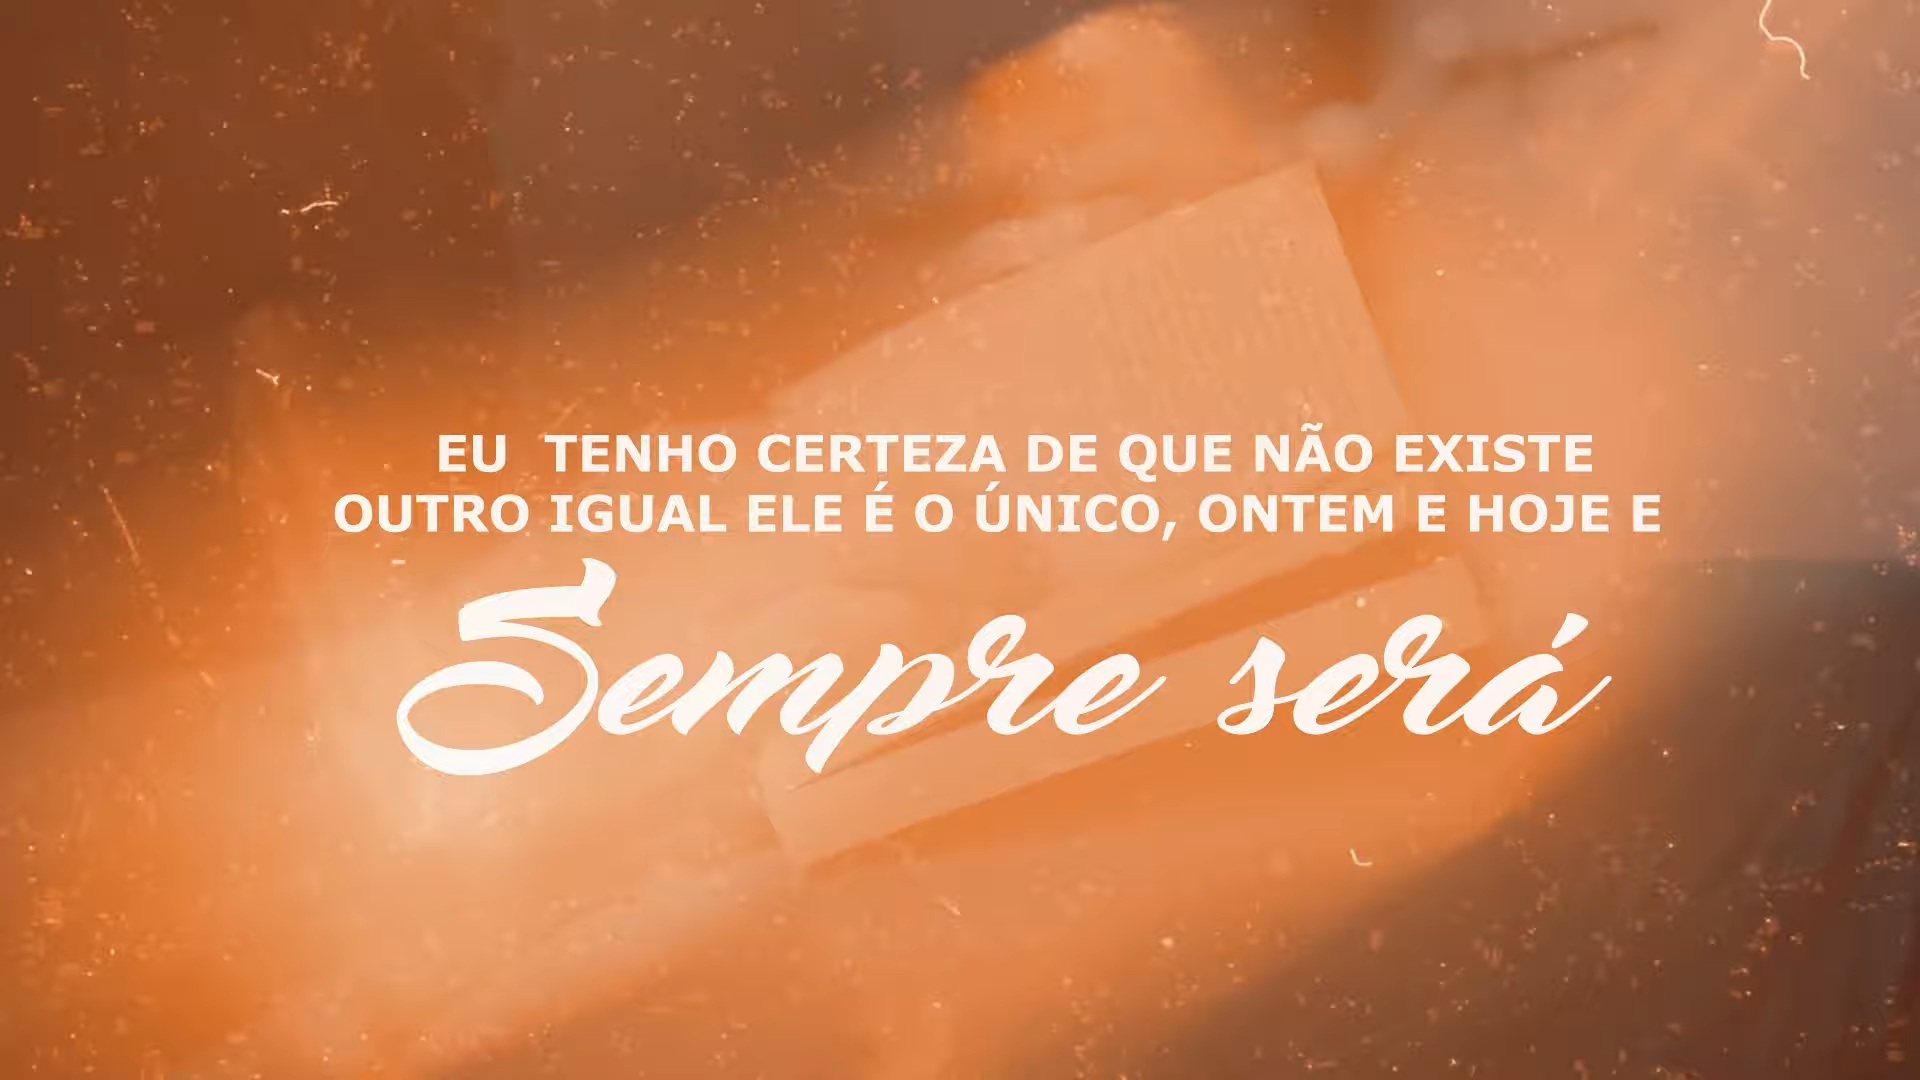 EU  TENHO CERTEZA DE QUE NÃO EXISTE
OUTRO IGUAL ELE É O ÚNICO, ONTEM E HOJE E
Sempre será